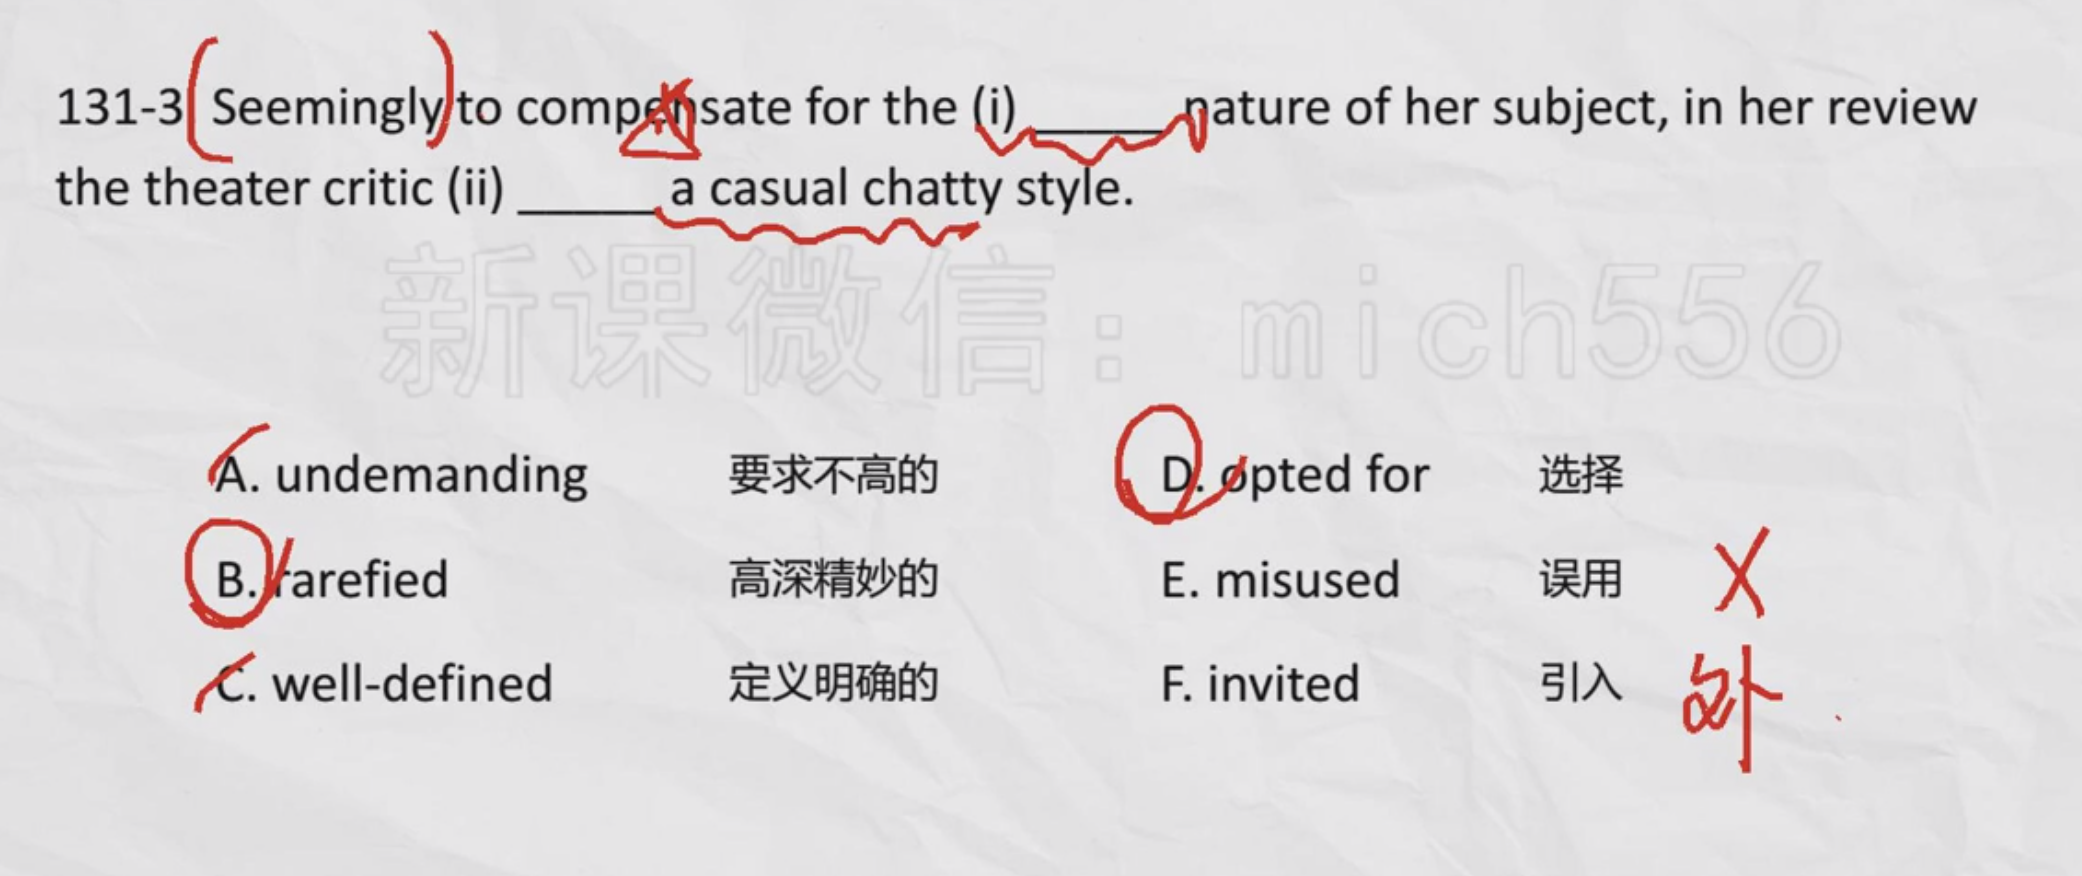 131-3 Seemingly to compensate for the (i) _____ nature of her subject, in her review
the theater critic (ii) _____ a casual chatty style.
新课微信：mich556
A. undemanding 要求不高的 D. opted for 选择
B. rarefied 高深精妙的 E. misused 误用
C. well-defined 定义明确的 F. invited 引入
外